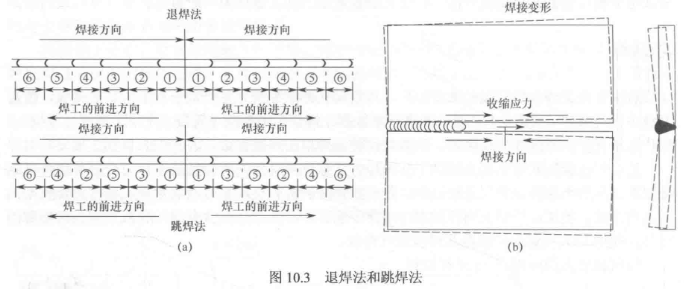 退焊法
焊接方向 焊接方向
⑥ ⑤ ④ ③ ② ① ① ② ③ ④ ⑤ ⑥
焊工的前进方向 焊工的前进方向
焊接方向 焊接方向
⑥ ④ ② ⑤ ③ ① ① ③ ⑤ ② ④ ⑥
焊工的前进方向 焊工的前进方向
跳焊法
(a)
焊接变形
收缩应力
焊接方向
(b)
图 10.3 退焊法和跳焊法